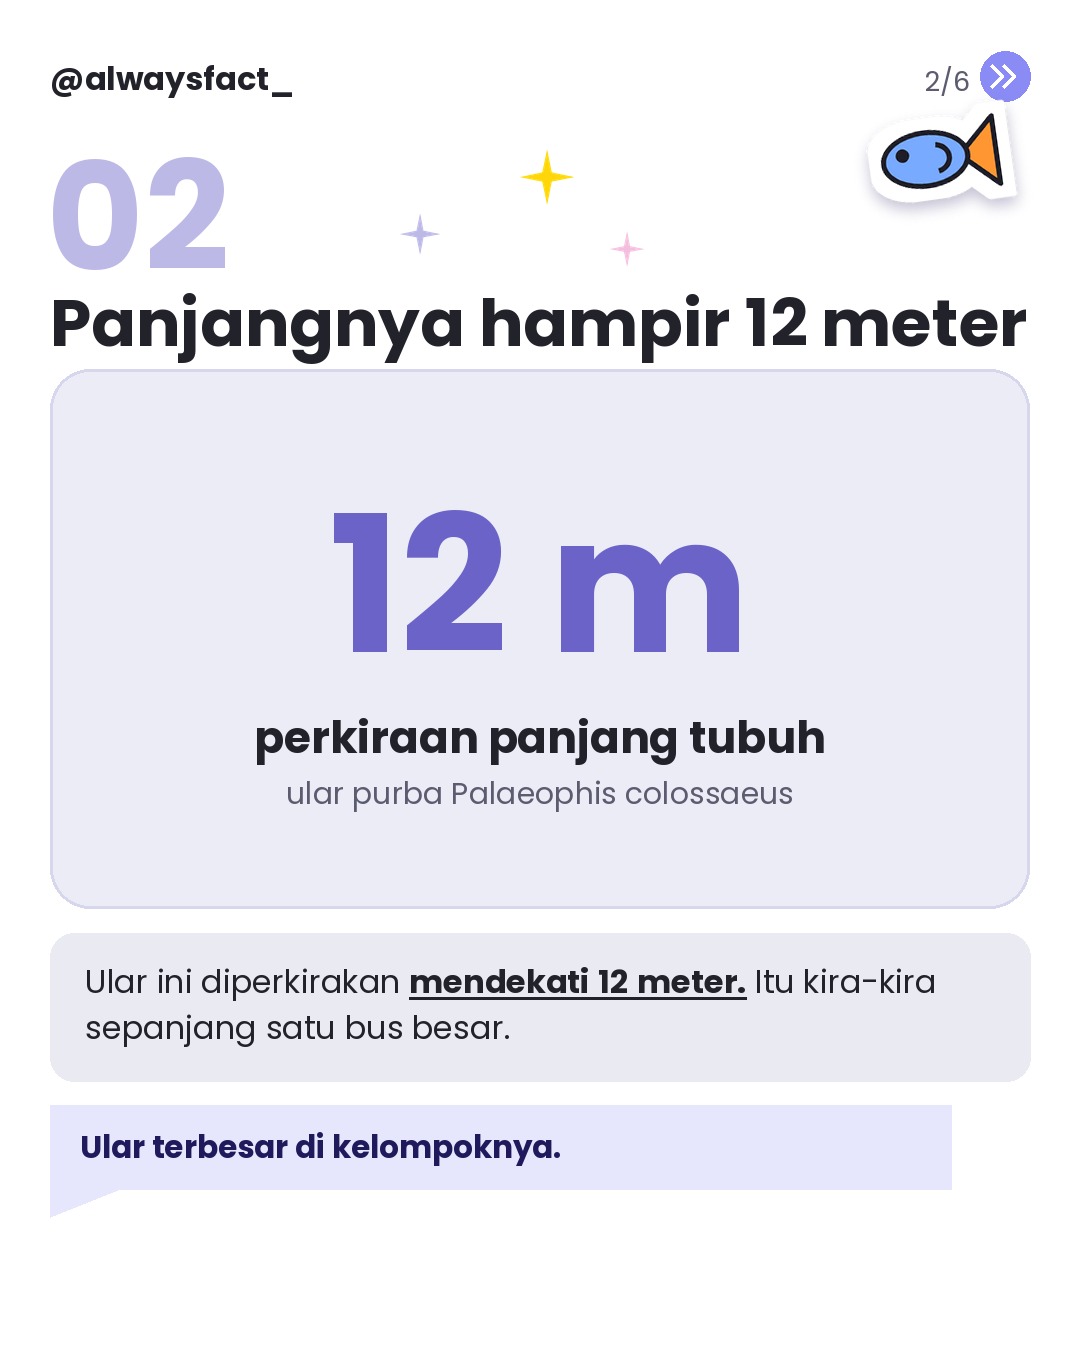 @alwaysfact_
2/6
02
Panjangnya hampir 12 meter
12 m
perkiraan panjang tubuh
ular purba Palaeophis colossaeus
Ular ini diperkirakan mendekati 12 meter. Itu kira-kira
sepanjang satu bus besar.
Ular terbesar di kelompoknya.